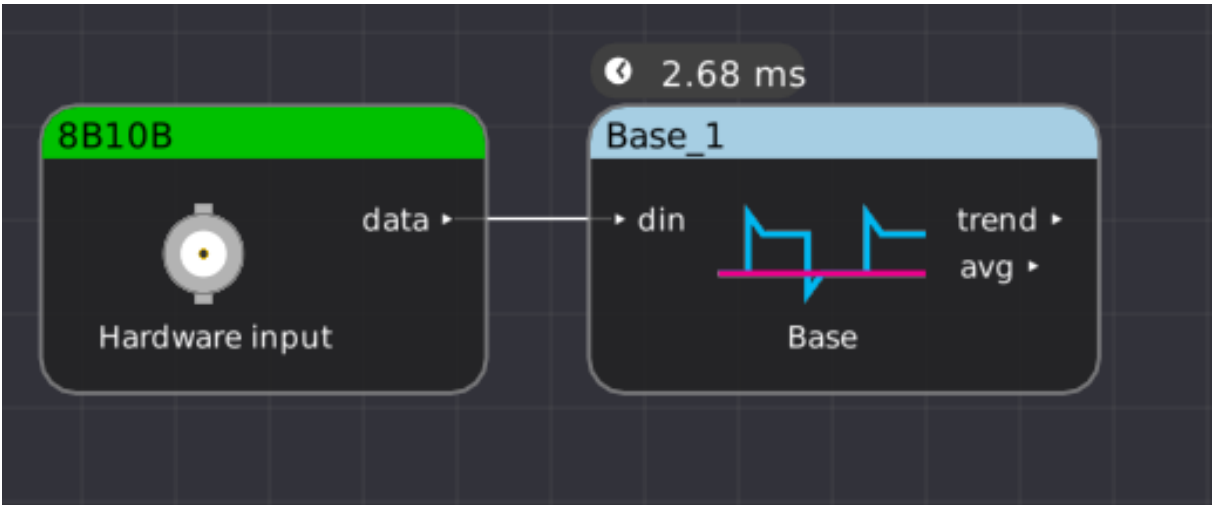 2.68 ms
8B10B
Base_1
data
din
trend
avg
Hardware input
Base